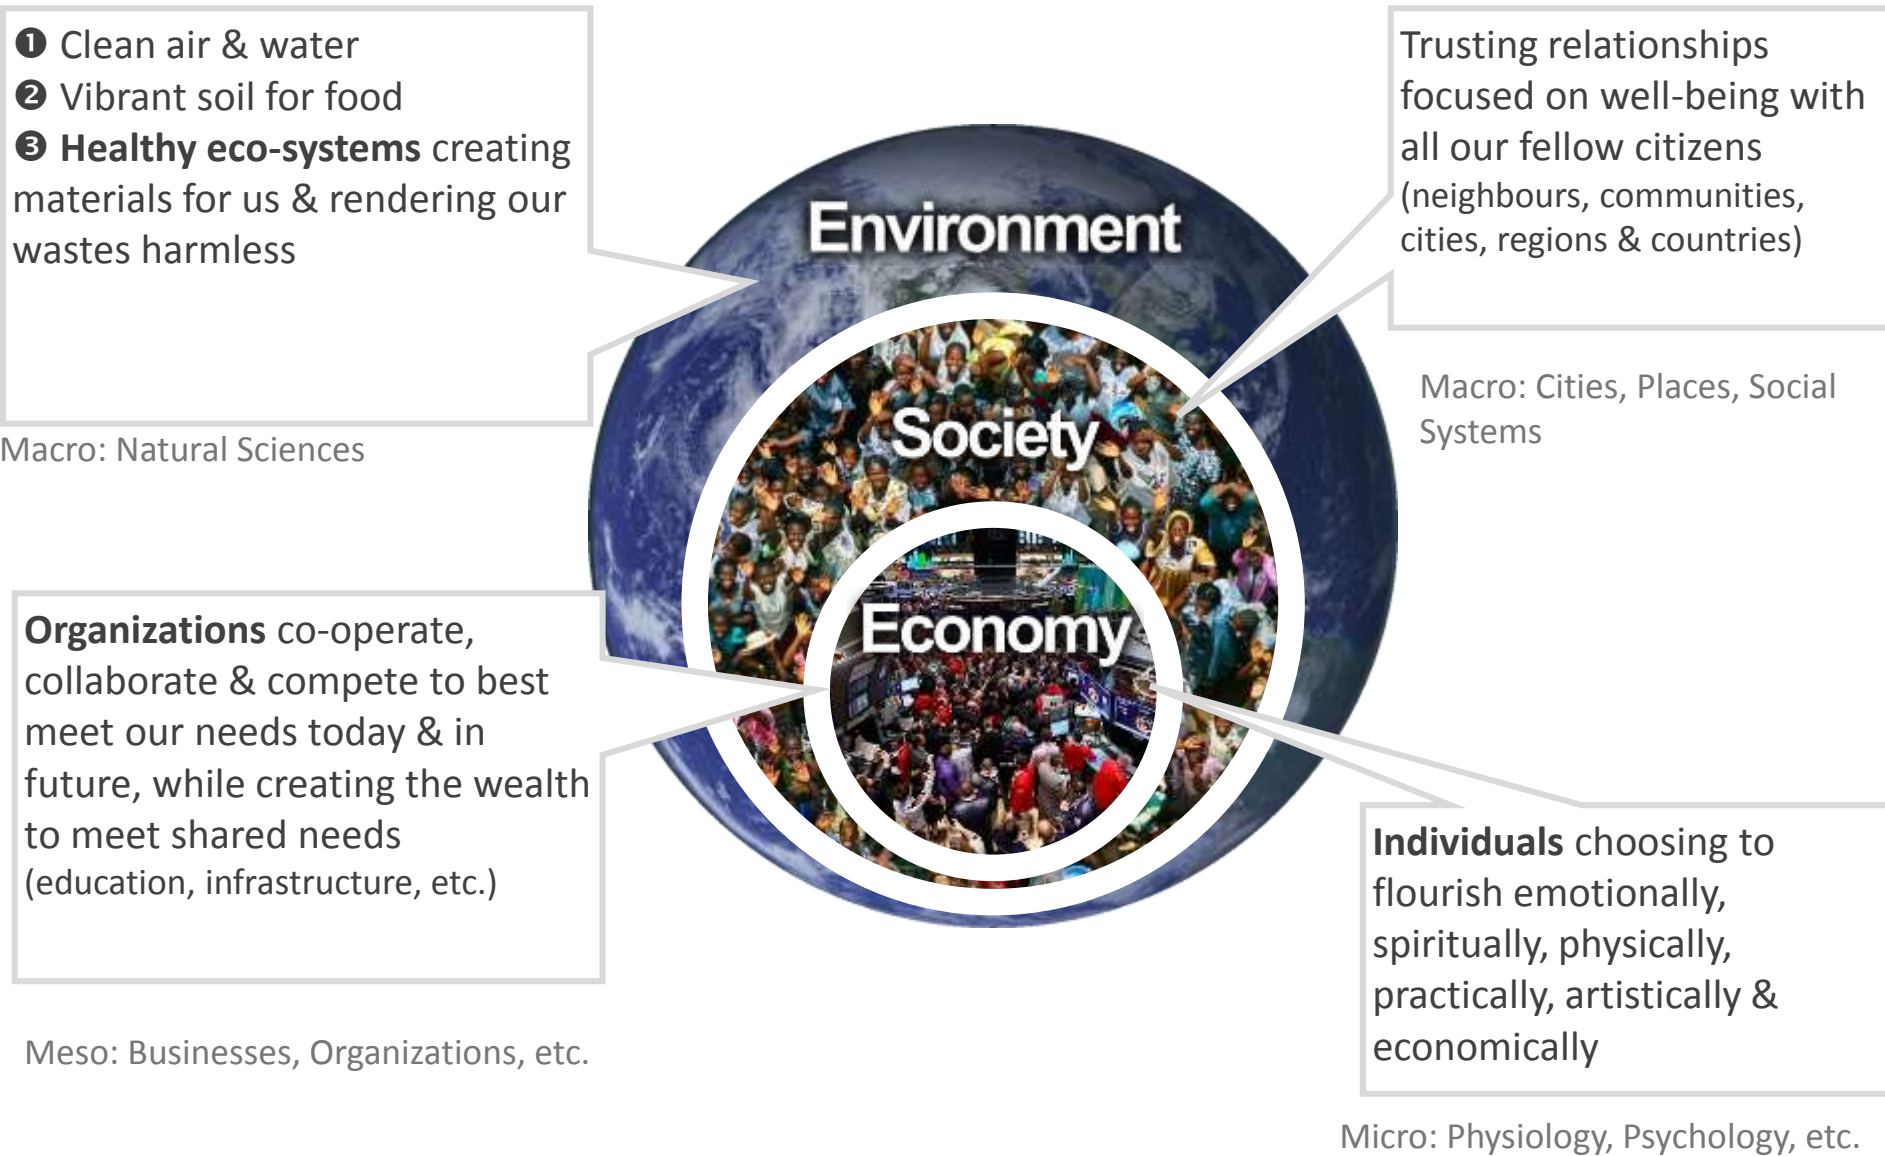 ❶ Clean air & water
❷ Vibrant soil for food
❸ Healthy eco-systems creating
materials for us & rendering our
wastes harmless
Macro: Natural Sciences
Trusting relationships
focused on well-being with
all our fellow citizens
(neighbours, communities,
cities, regions & countries)
Macro: Cities, Places, Social
Systems
Environment
Society
Economy
Organizations co-operate,
collaborate & compete to best
meet our needs today & in
future, while creating the wealth
to meet shared needs
(education, infrastructure, etc.)
Meso: Businesses, Organizations, etc.
Individuals choosing to
flourish emotionally,
spiritually, physically,
practically, artistically &
economically
Micro: Physiology, Psychology, etc.